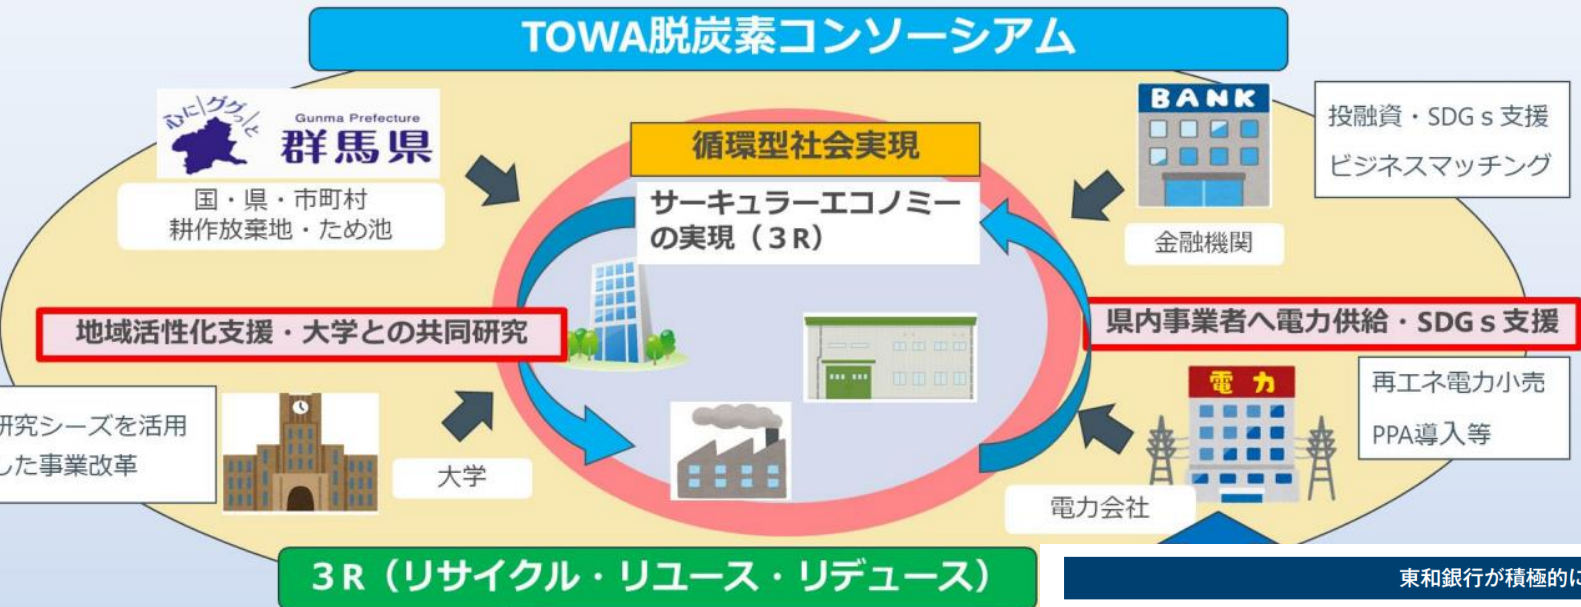 TOWA脱炭素コンソーシアム
心にググっと
Gunma Prefecture
群馬県
国・県・市町村
耕作放棄地・ため池
循環型社会実現
サーキュラーエコノミー
の実現（3R）
BANK
金融機関
投融資・SDGs支援
ビジネスマッチング
地域活性化支援・大学との共同研究
県内事業者へ電力供給・SDGs支援
研究シーズを活用
した事業改革
大学
電力
電力会社
再エネ電力小売
PPA導入等
3R（リサイクル・リユース・リデュース）
東和銀行が積極的に